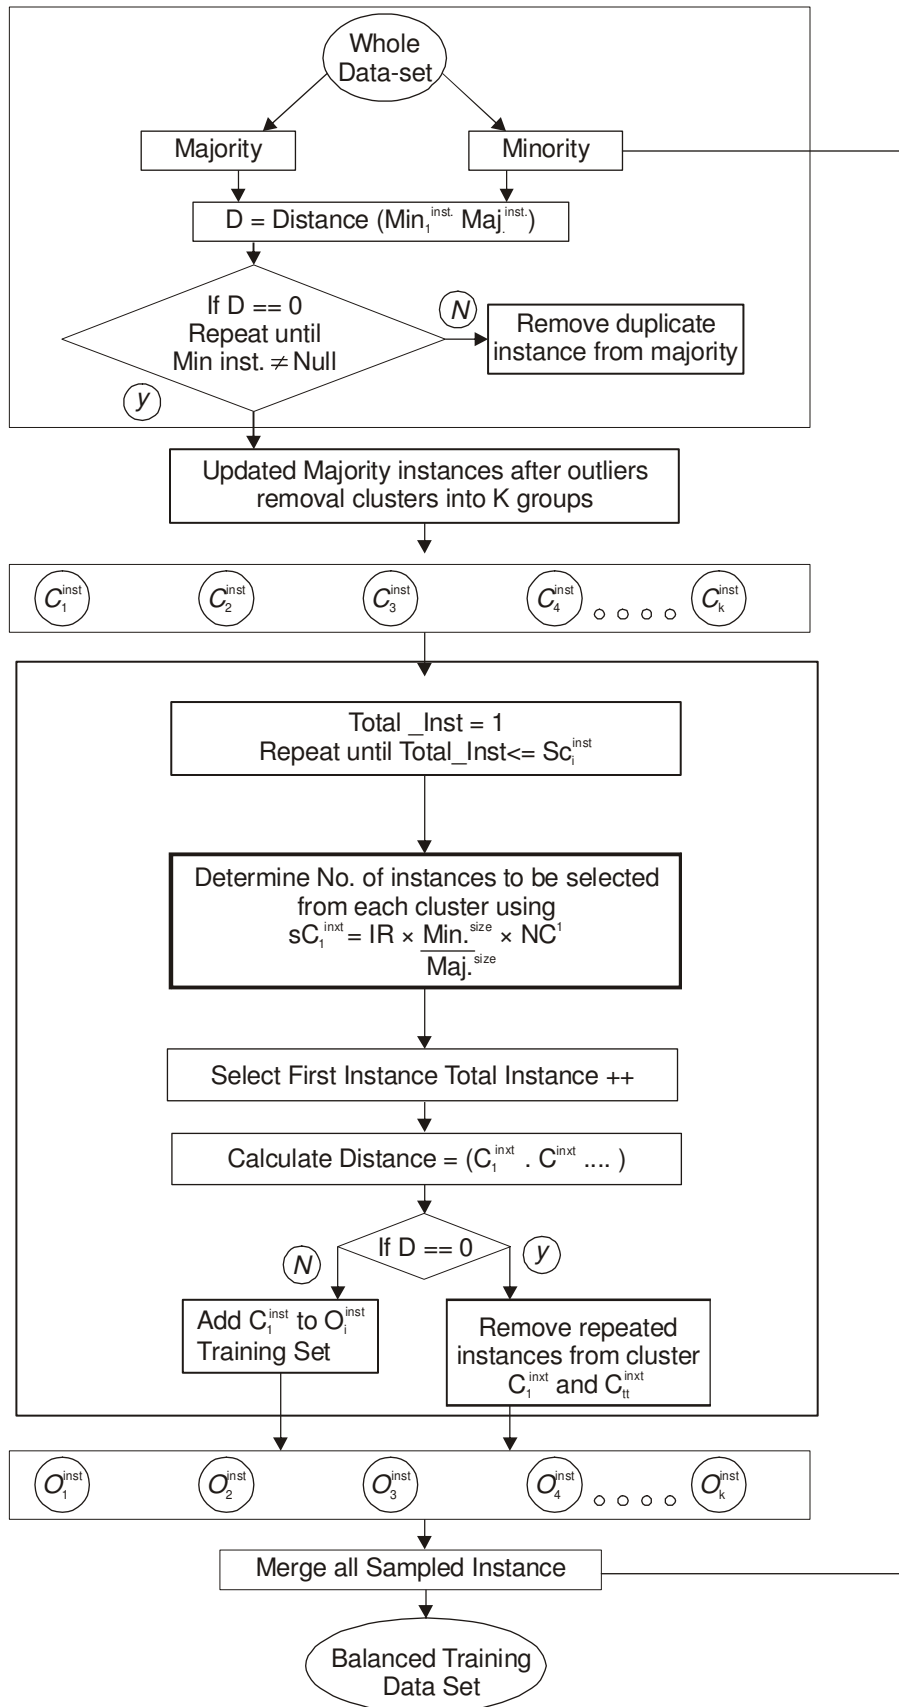 Whole
Data-set
Majority
Minority
D = Distance (Min.₁ⁱⁿˢᵗ· Maj.ⁱⁿˢᵗ·)
If D == 0
Repeat until
Min inst. ≠ Null
N
Remove duplicate
instance from majority
y
Updated Majority instances after outliers
removal clusters into K groups
C₁ⁱⁿˢᵗ C₂ⁱⁿˢᵗ C₃ⁱⁿˢᵗ C₄ⁱⁿˢᵗ Cₖⁱⁿˢᵗ
Total _Inst = 1
Repeat until Total_Inst<= Scᵢⁱⁿˢᵗ
Determine No. of instances to be selected
from each cluster using
sC₁ⁱⁿˣᵗ = IR × Min.ˢⁱᶻᵉ × NC¹
Maj.ˢⁱᶻᵉ
Select First Instance Total Instance ++
Calculate Distance = (C₁ⁱⁿˣᵗ . Cⁱⁿˣᵗ .... )
If D == 0
N
y
Add C₁ⁱⁿˢᵗ to Oᵢⁱⁿˢᵗ
Training Set
Remove repeated
instances from cluster
C₁ⁱⁿˣᵗ and Cₜₜⁱⁿˣᵗ
O₁ⁱⁿˢᵗ O₂ⁱⁿˢᵗ O₃ⁱⁿˢᵗ O₄ⁱⁿˢᵗ Oₖⁱⁿˢᵗ
Merge all Sampled Instance
Balanced Training
Data Set